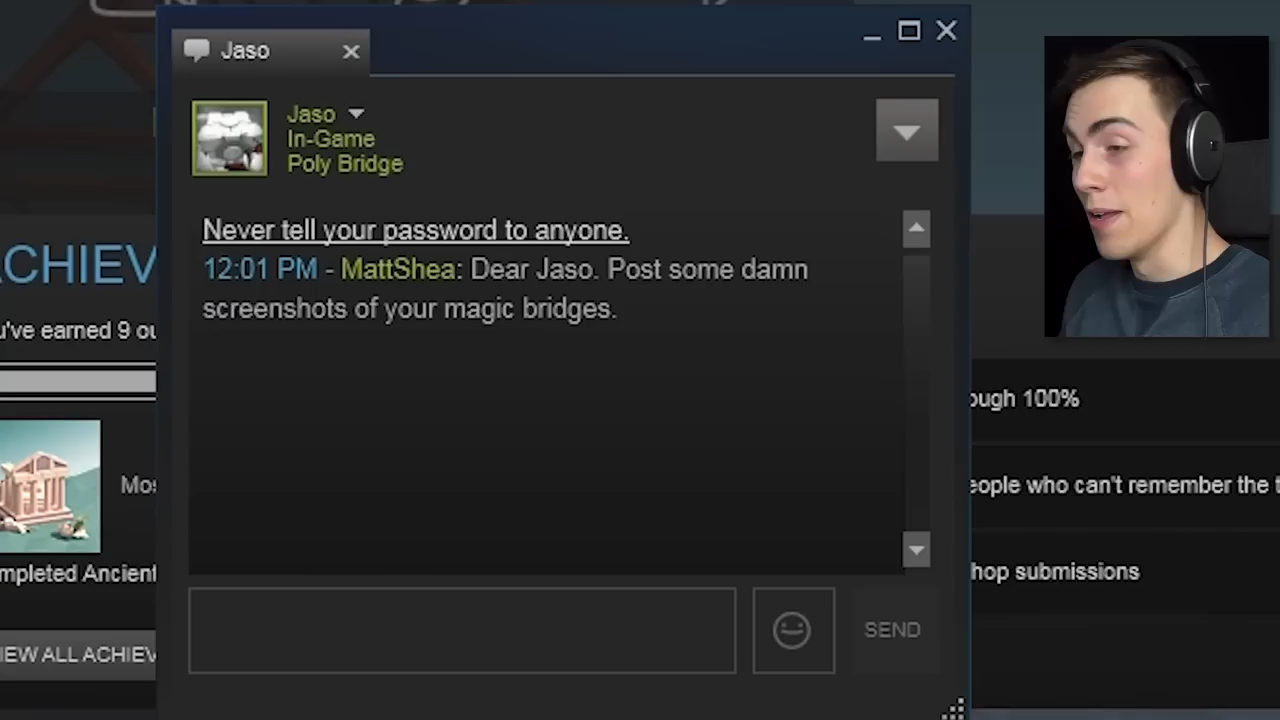 Jaso
Jaso
In-Game
Poly Bridge
Never tell your password to anyone.
12:01 PM - MattShea: Dear Jaso. Post some damn
screenshots of your magic bridges.
SEND
ACHIEV
u've earned 9 ou
Mos
mpleted Ancient
IEW ALL ACHIEV
ough 100%
eople who can't remember the t
hop submissions